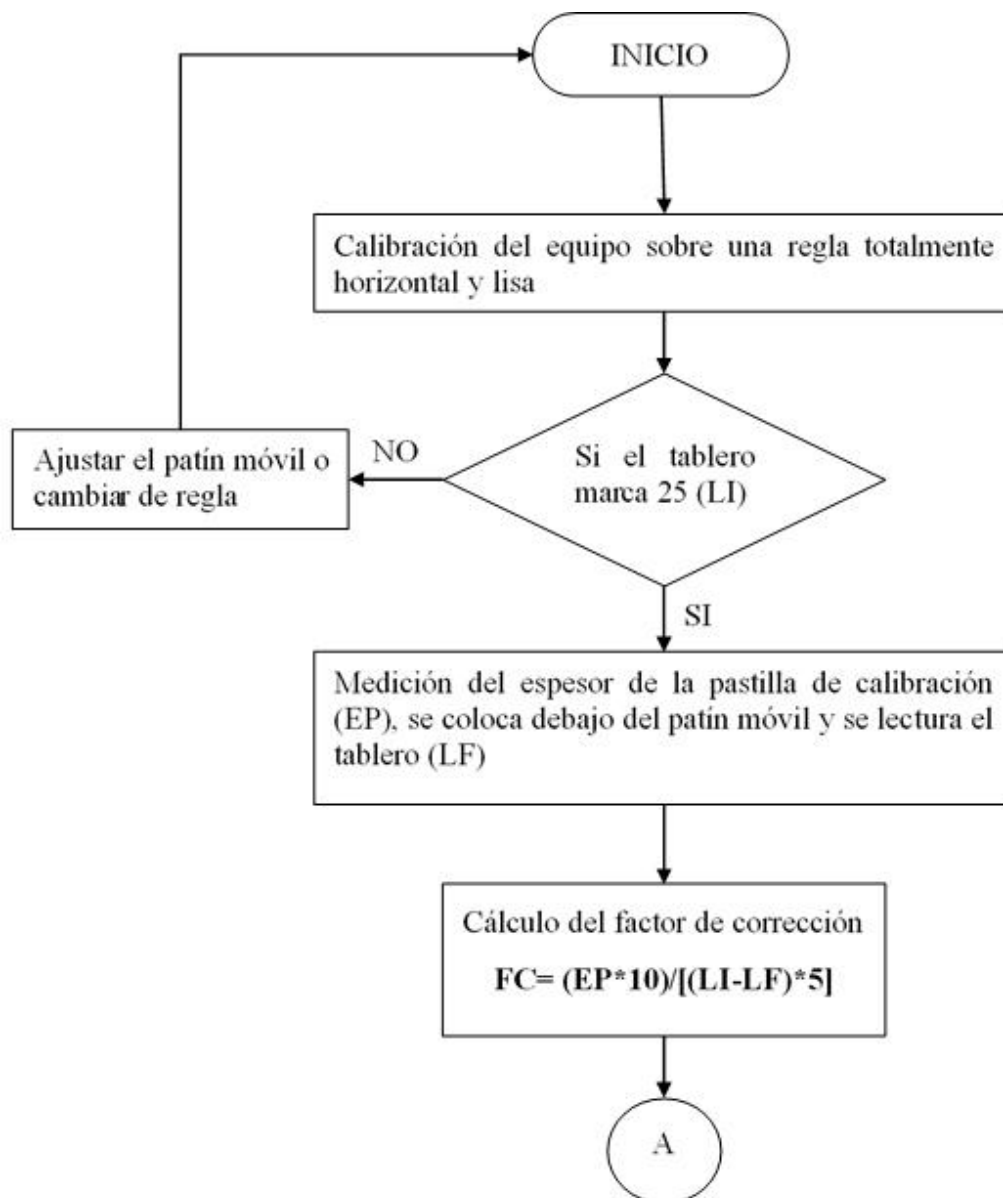 INICIO
Calibración del equipo sobre una regla totalmente
horizontal y lisa
Si el tablero
marca 25 (LI)
NO
Ajustar el patín móvil o
cambiar de regla
SI
Medición del espesor de la pastilla de calibración
(EP), se coloca debajo del patín móvil y se lectura el
tablero (LF)
Cálculo del factor de corrección
FC= (EP*10)/[(LI-LF)*5]
A